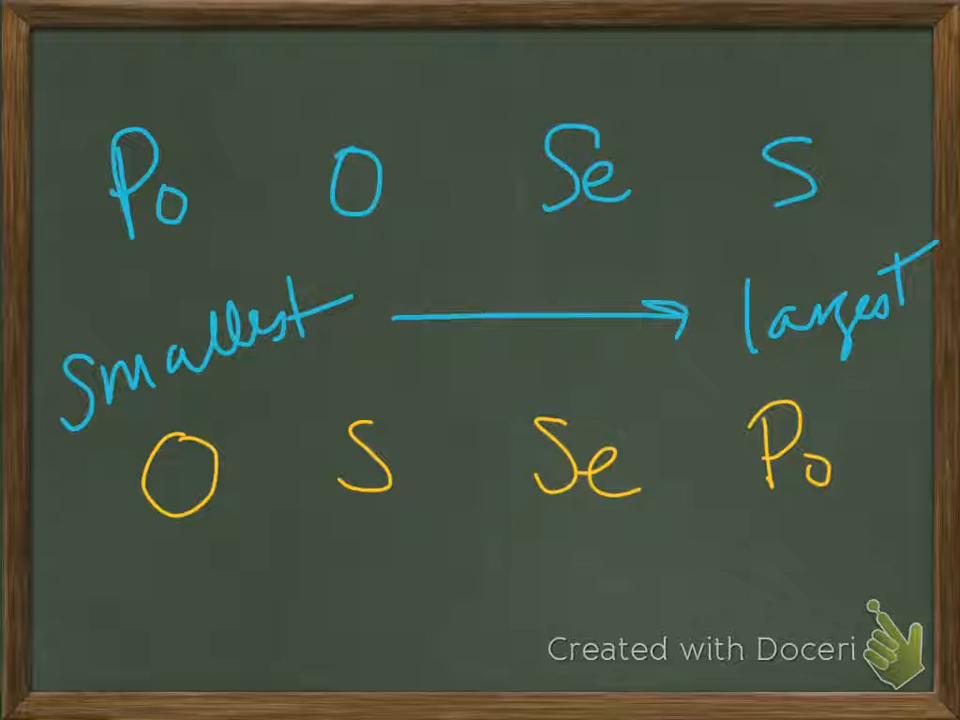 Po O Se S
Smallest → largest
O S Se Po
Created with Doceri